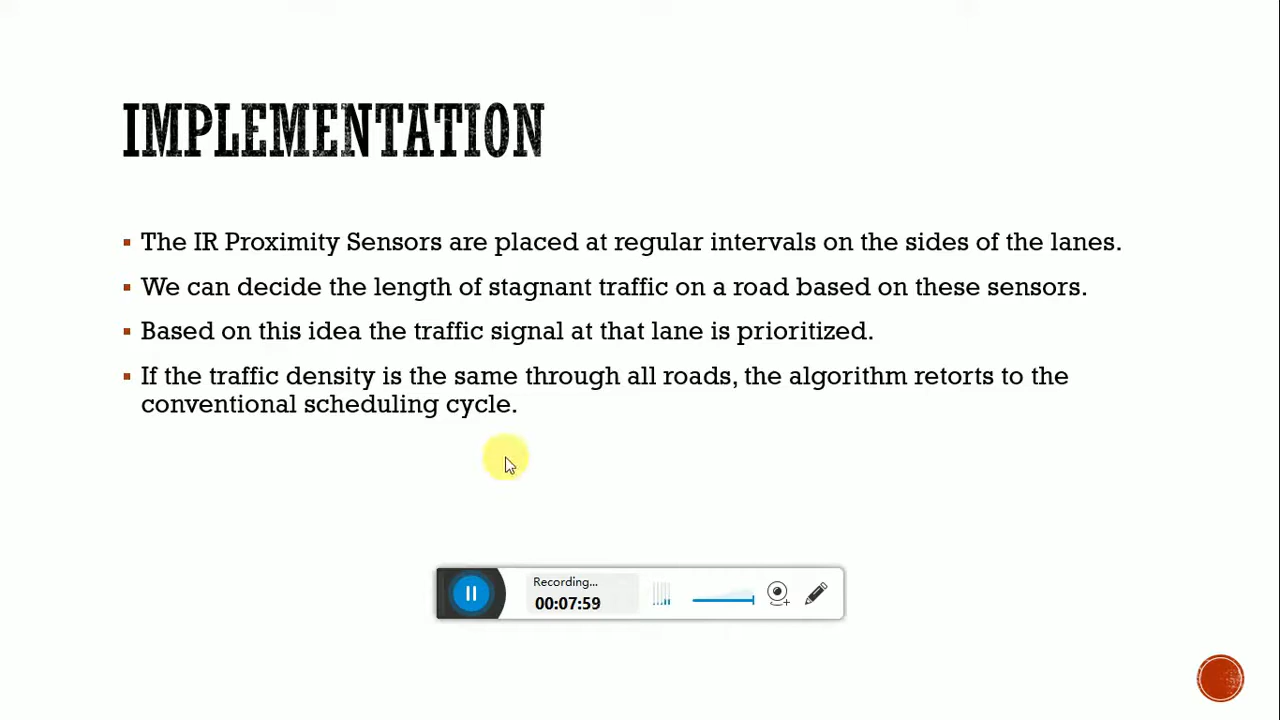 IMPLEMENTATION
▪ The IR Proximity Sensors are placed at regular intervals on the sides of the lanes.
▪ We can decide the length of stagnant traffic on a road based on these sensors.
▪ Based on this idea the traffic signal at that lane is prioritized.
▪ If the traffic density is the same through all roads, the algorithm retorts to the
conventional scheduling cycle.
Recording...
00:07:59